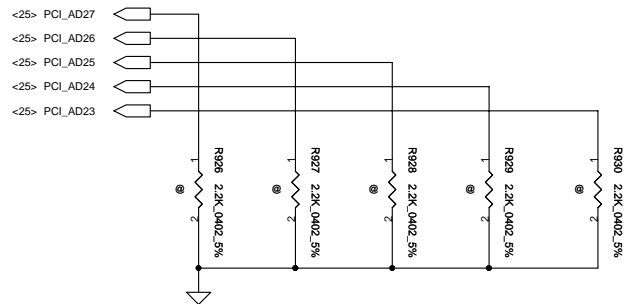 <25> PCI_AD27
<25> PCI_AD26
<25> PCI_AD25
<25> PCI_AD24
<25> PCI_AD23
1
R926 2.2K_0402_5%
@
2
1
R927 2.2K_0402_5%
@
2
1
R928 2.2K_0402_5%
@
2
1
R929 2.2K_0402_5%
@
2
1
R930 2.2K_0402_5%
@
2